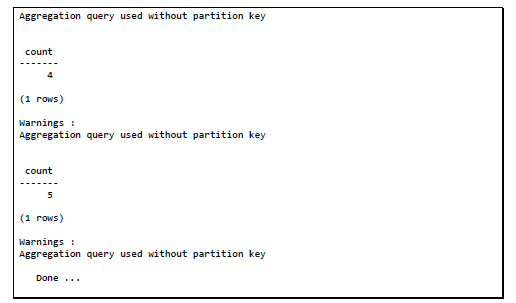 Aggregation query used without partition key
count
-------
4
(1 rows)
Warnings :
Aggregation query used without partition key
count
-------
5
(1 rows)
Warnings :
Aggregation query used without partition key
Done ...